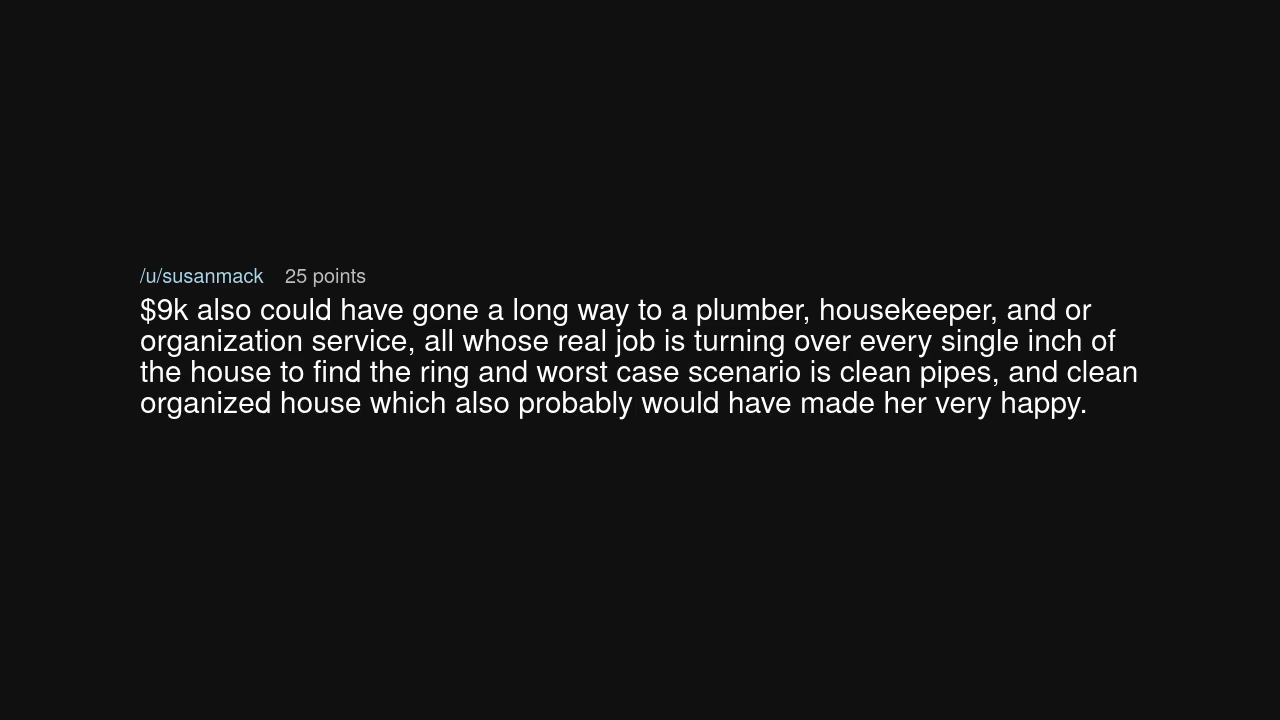 /u/susanmack 25 points
$9k also could have gone a long way to a plumber, housekeeper, and or
organization service, all whose real job is turning over every single inch of
the house to find the ring and worst case scenario is clean pipes, and clean
organized house which also probably would have made her very happy.